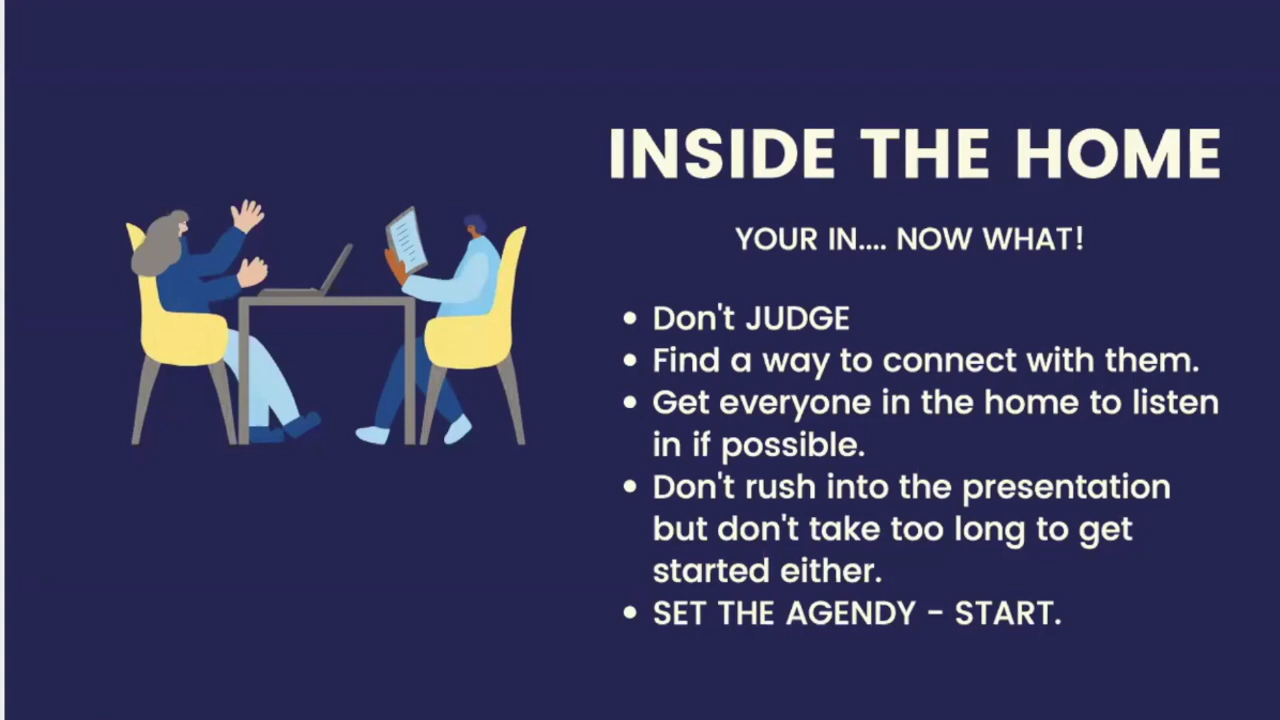 INSIDE THE HOME
YOUR IN.... NOW WHAT!
• Don't JUDGE
• Find a way to connect with them.
• Get everyone in the home to listen
in if possible.
• Don't rush into the presentation
but don't take too long to get
started either.
• SET THE AGENDY - START.